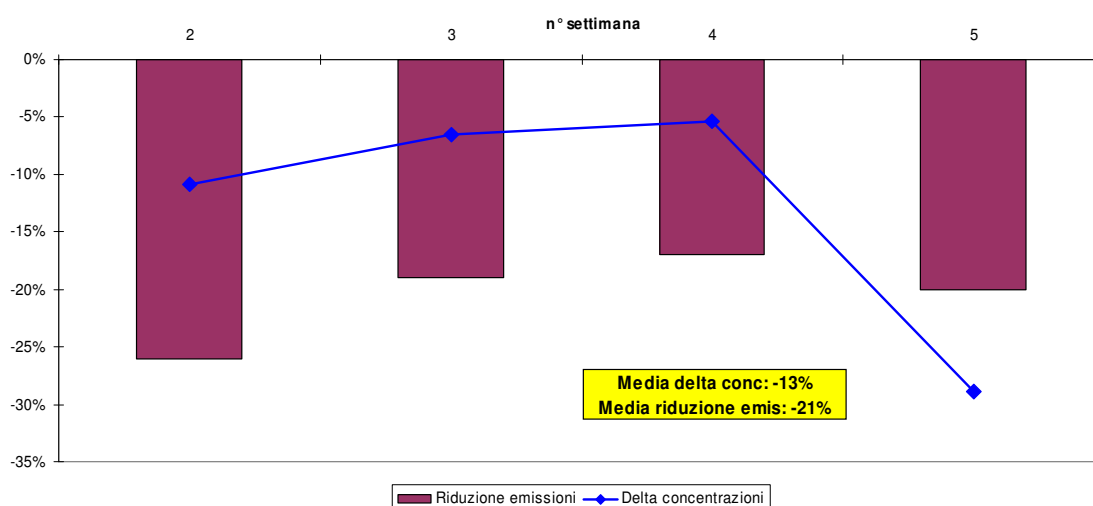 n° settimana
2 3 4 5
0%
-5%
-10%
-15%
-20%
-25%
-30%
-35%
Media delta conc: -13%
Media riduzione emis: -21%
Riduzione emissioni Delta concentrazioni